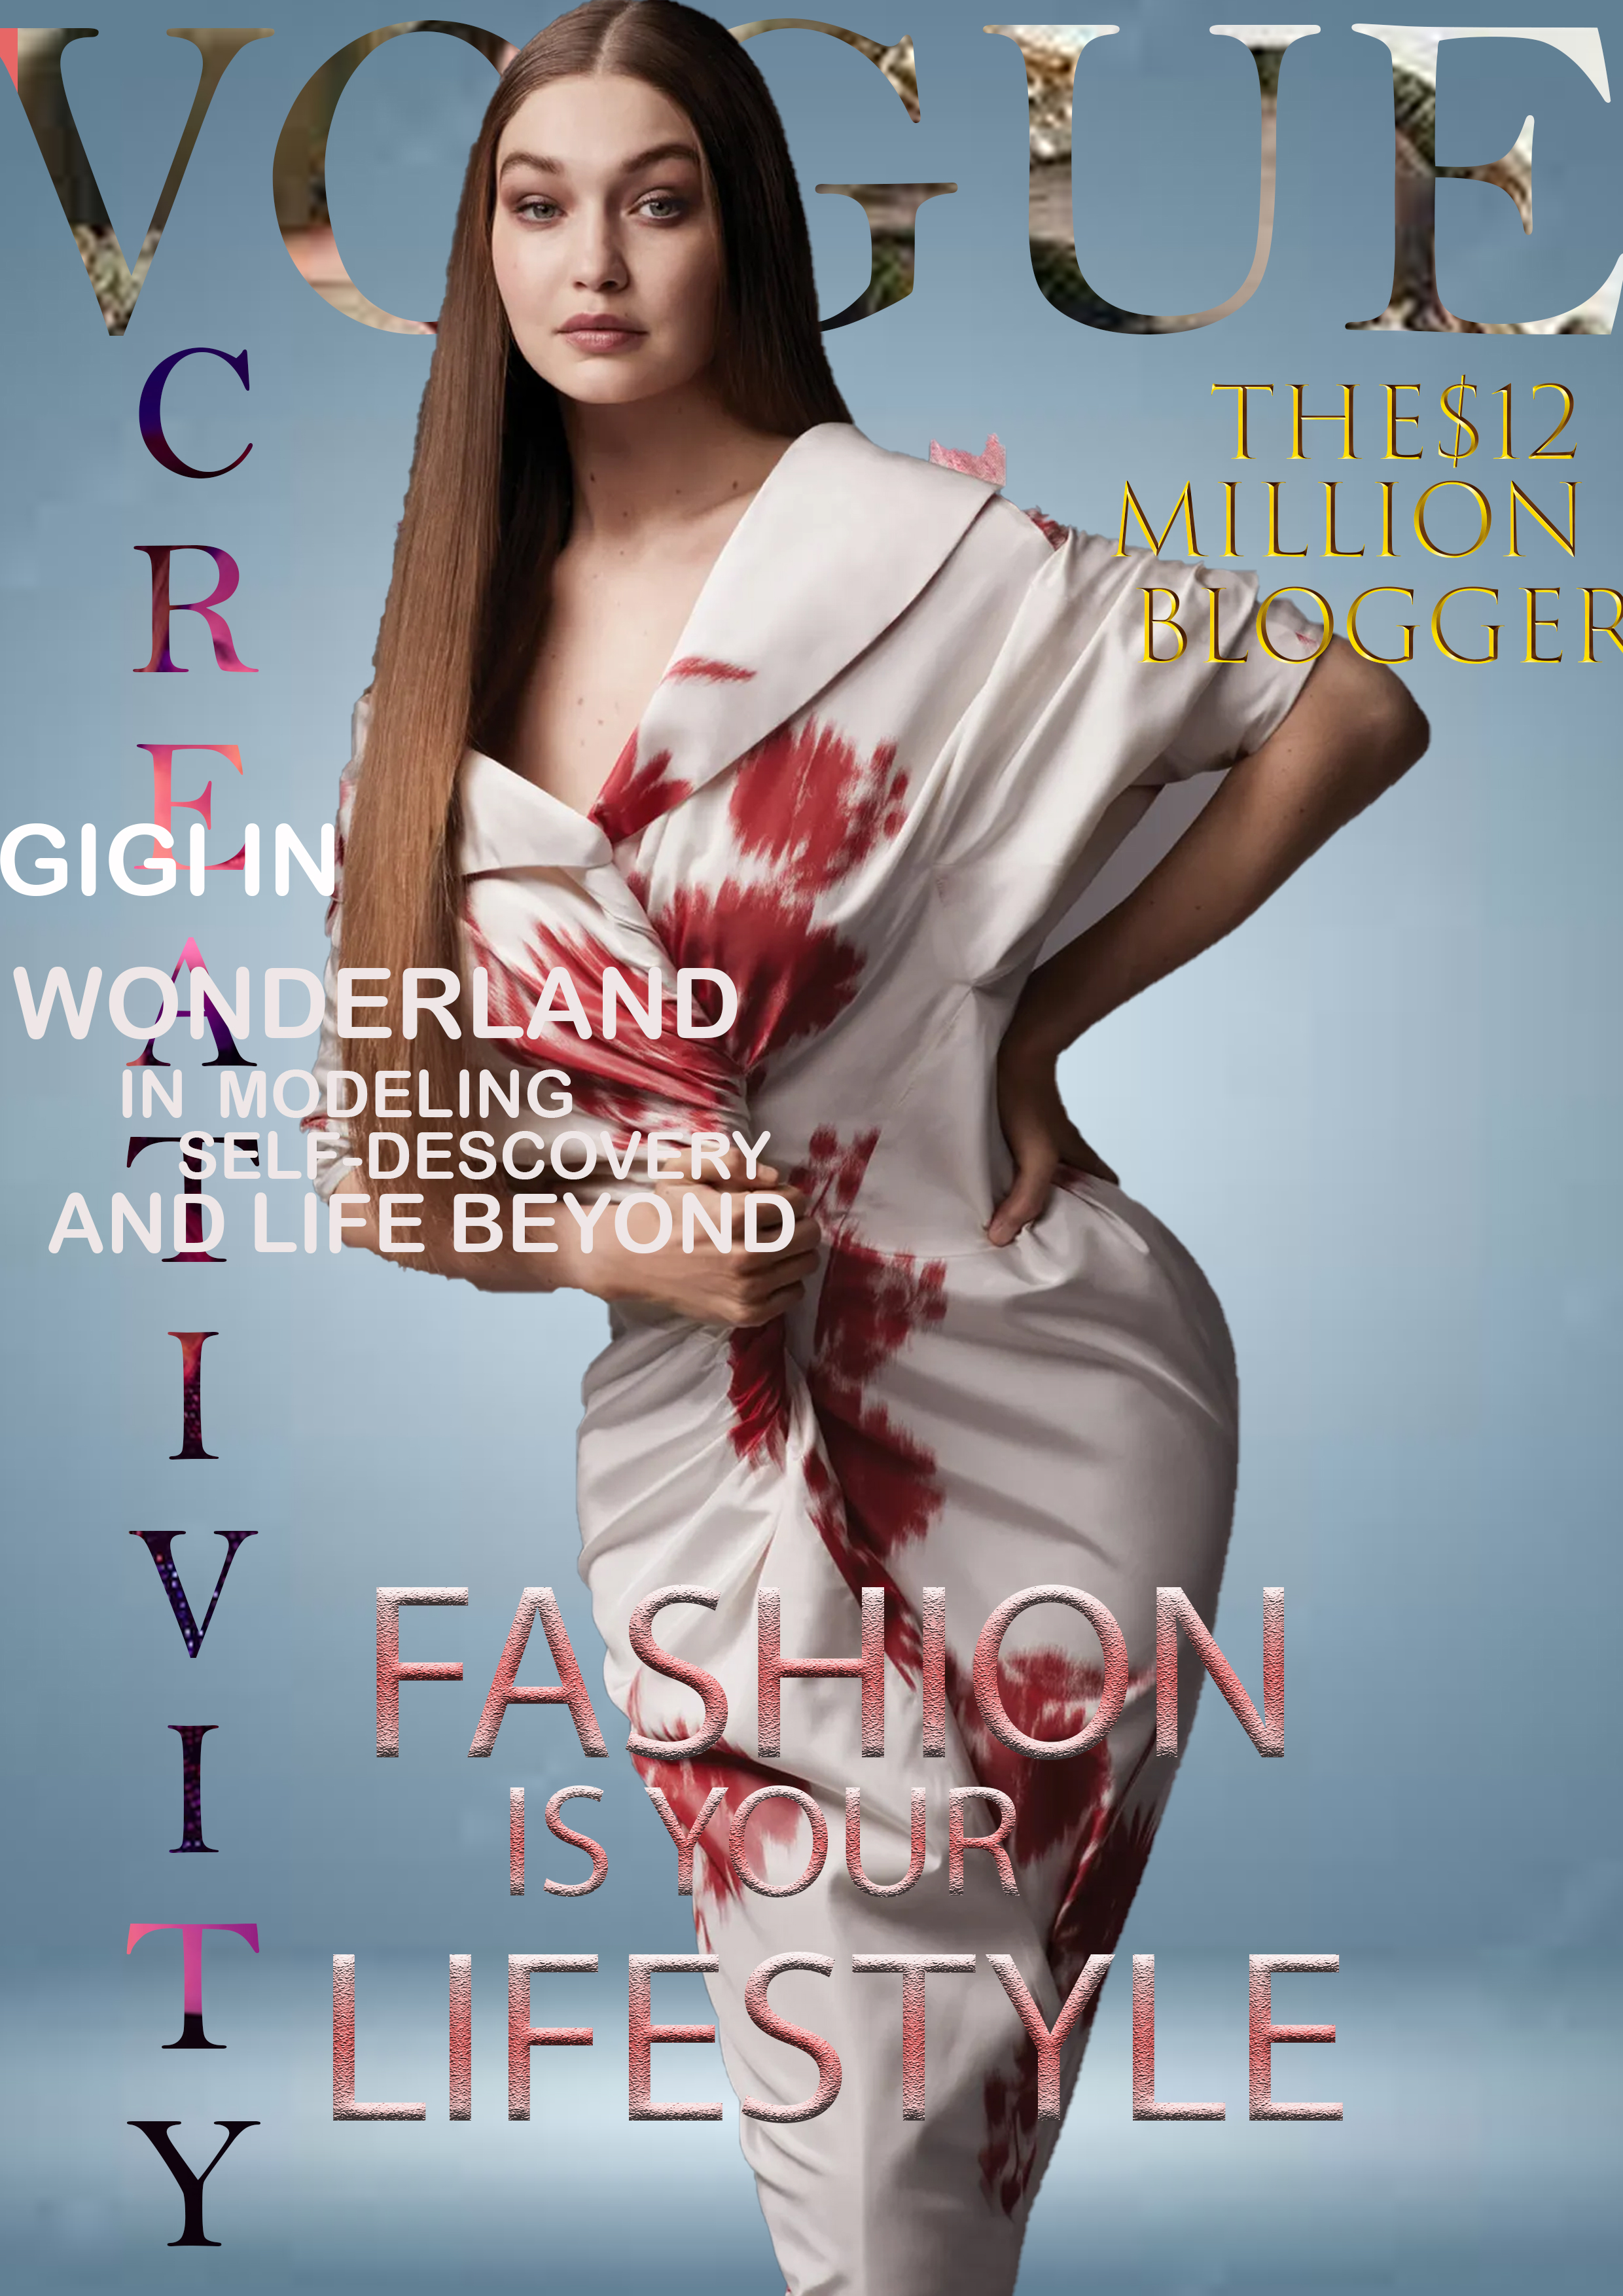 VOGUE
THE$12
MILLION
BLOGGER
CREATIVITY
GIGI IN
WONDERLAND
IN MODELING
SELF-DESCOVERY
AND LIFE BEYOND
FASHION
IS YOUR
LIFESTYLE